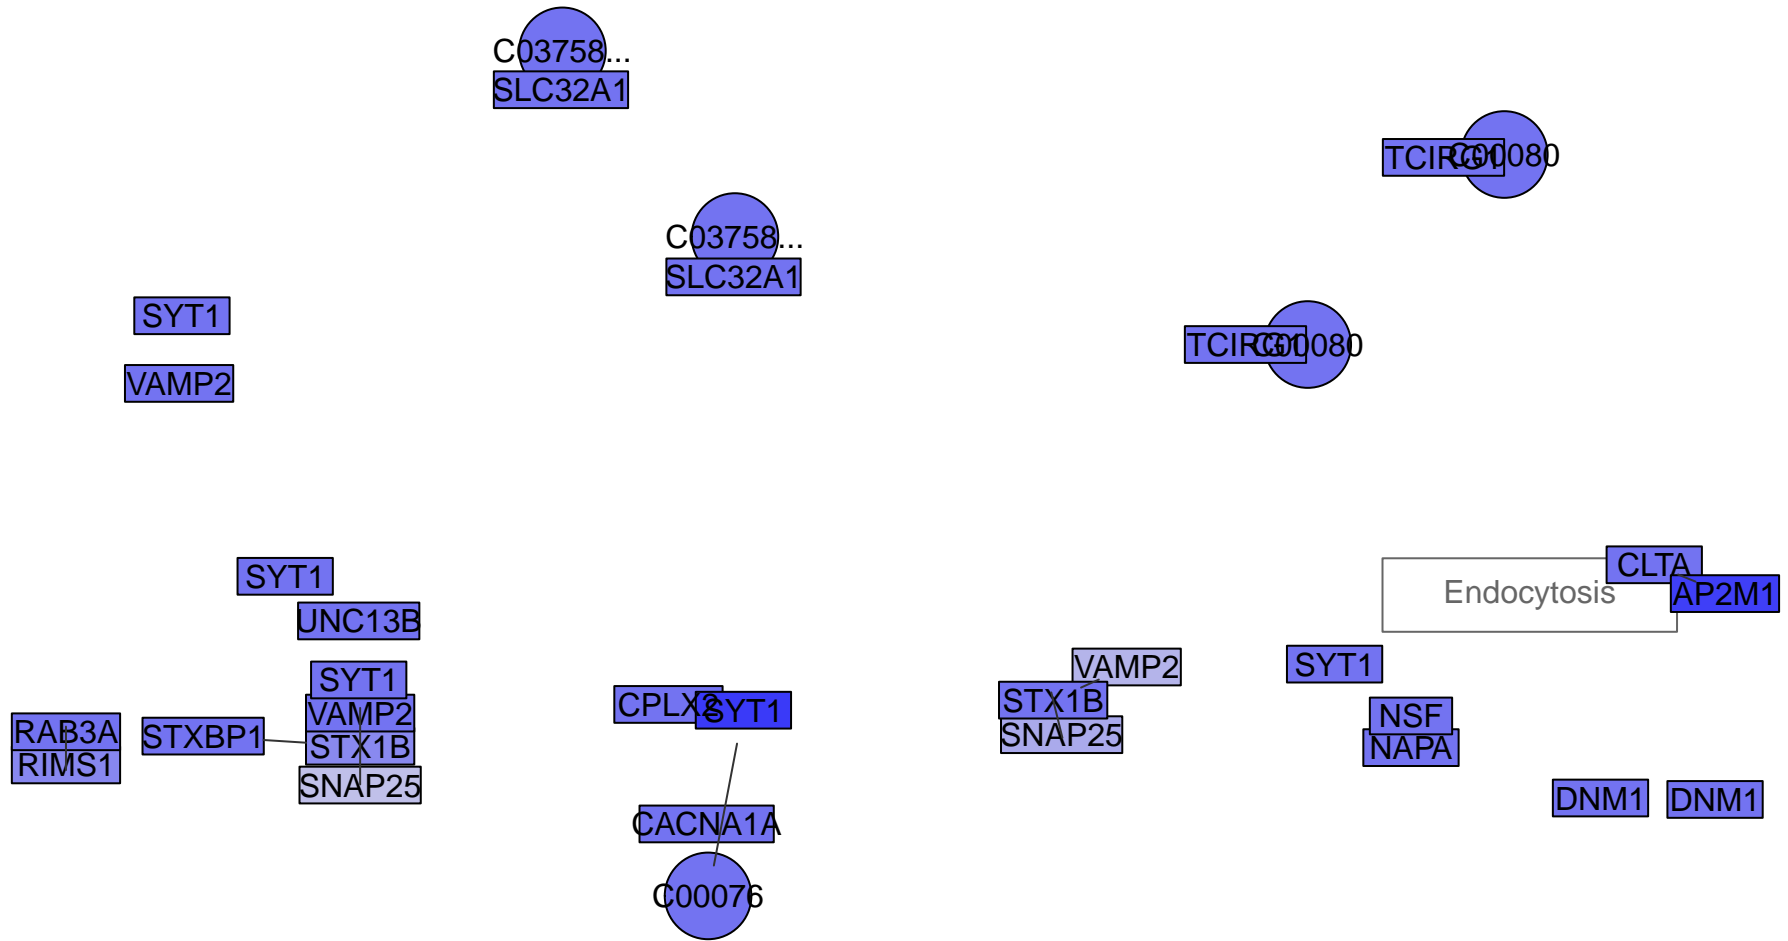 C03758...
SLC32A1
TCIRG1
C00080
C03758...
SLC32A1
SYT1
TCIRG1
C00080
VAMP2
SYT1
UNC13B
CLTA
Endocytosis
AP2M1
SYT1
VAMP2
STX1B
SNAP25
RAB3A
RIMS1
STXBP1
CPLX2
SYT1
VAMP2
STX1B
SNAP25
SYT1
NSF
NAPA
DNM1
DNM1
CACNA1A
C00076